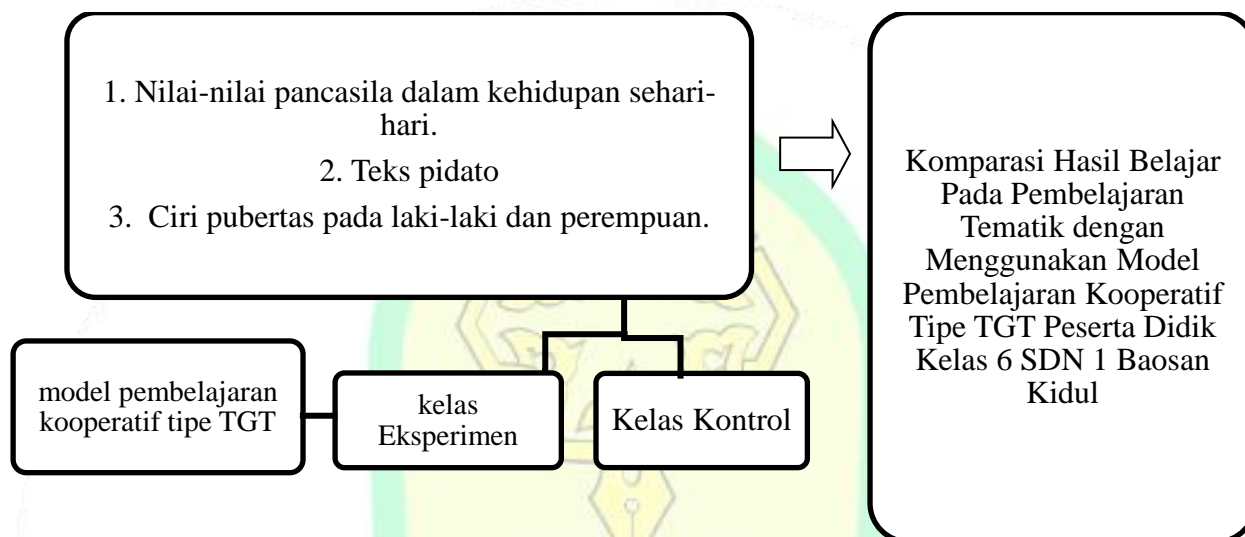 1. Nilai-nilai pancasila dalam kehidupan sehari-
hari.
2. Teks pidato
3. Ciri pubertas pada laki-laki dan perempuan.
model pembelajaran
kooperatif tipe TGT
kelas
Eksperimen
Kelas Kontrol
Komparasi Hasil Belajar
Pada Pembelajaran
Tematik dengan
Menggunakan Model
Pembelajaran Kooperatif
Tipe TGT Peserta Didik
Kelas 6 SDN 1 Baosan
Kidul